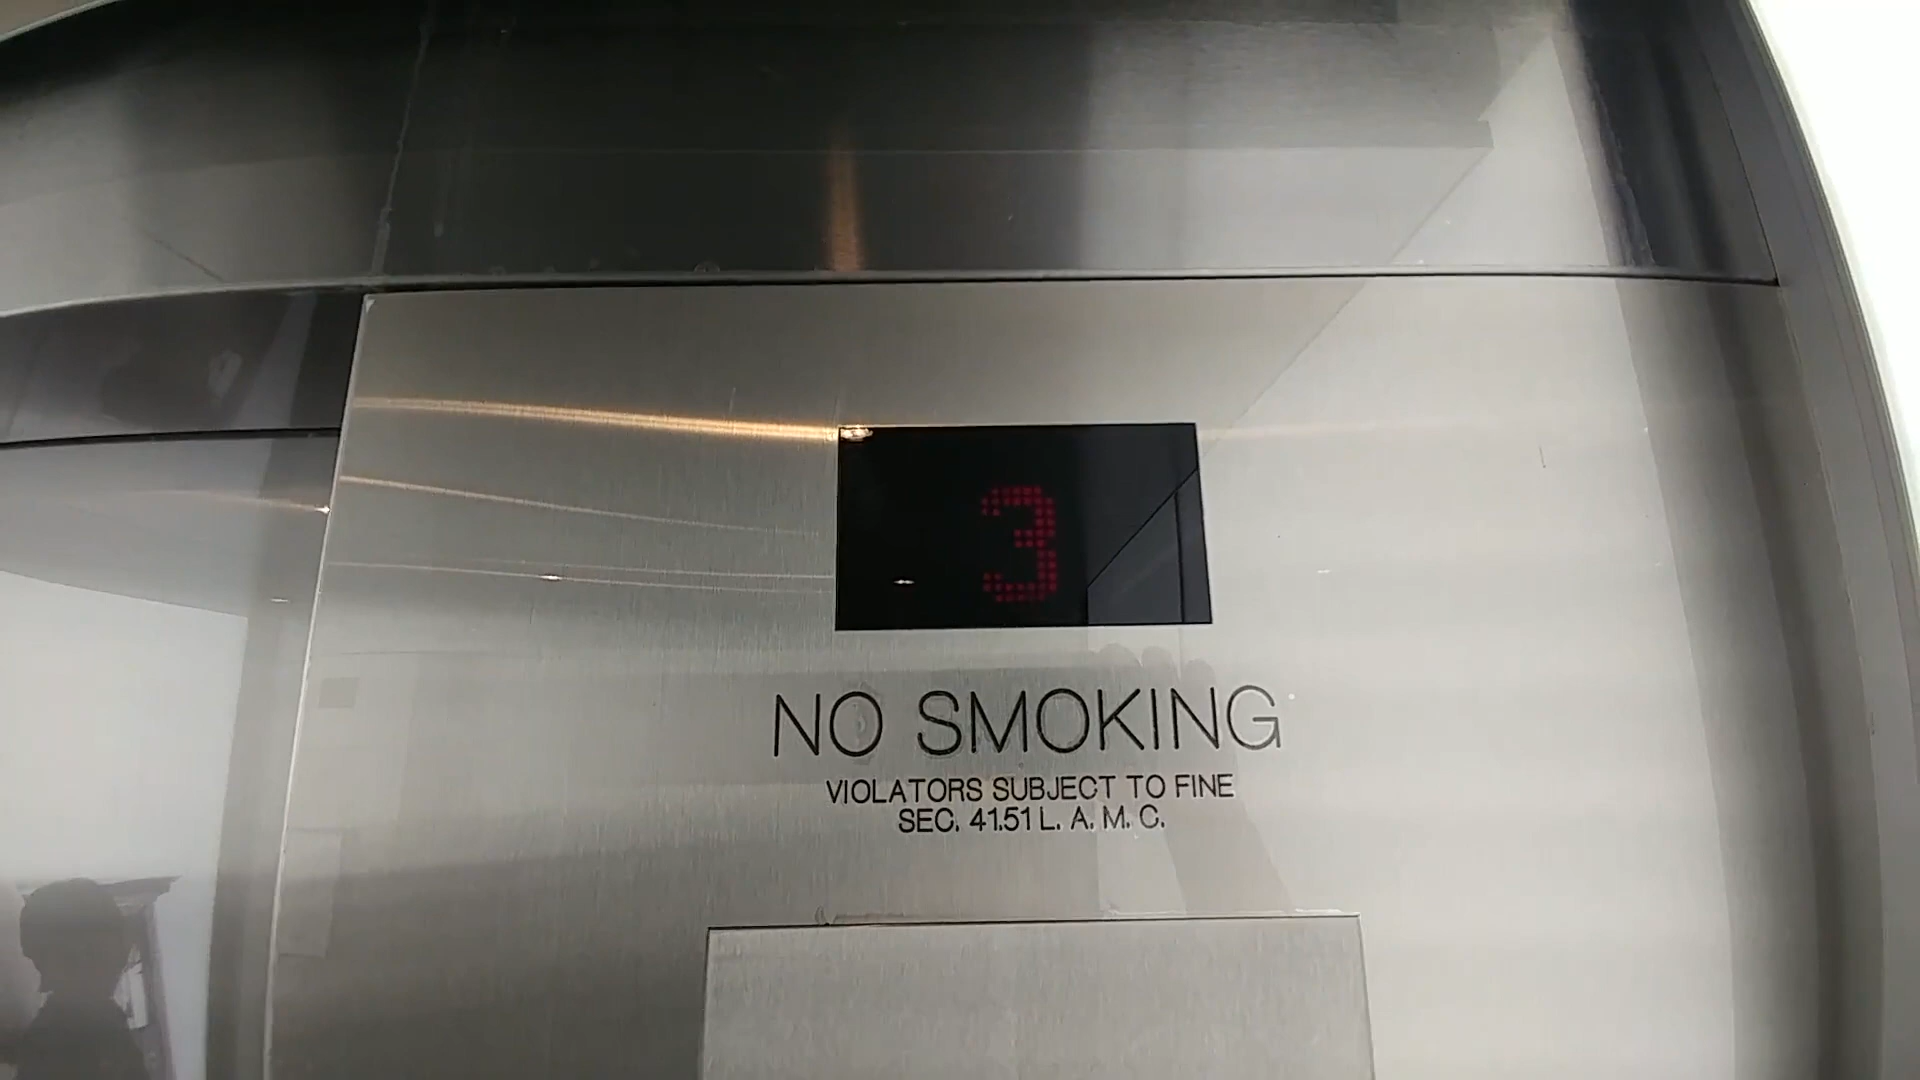 3
NO SMOKING
VIOLATORS SUBJECT TO FINE
SEC. 41.51 L. A. M. C.